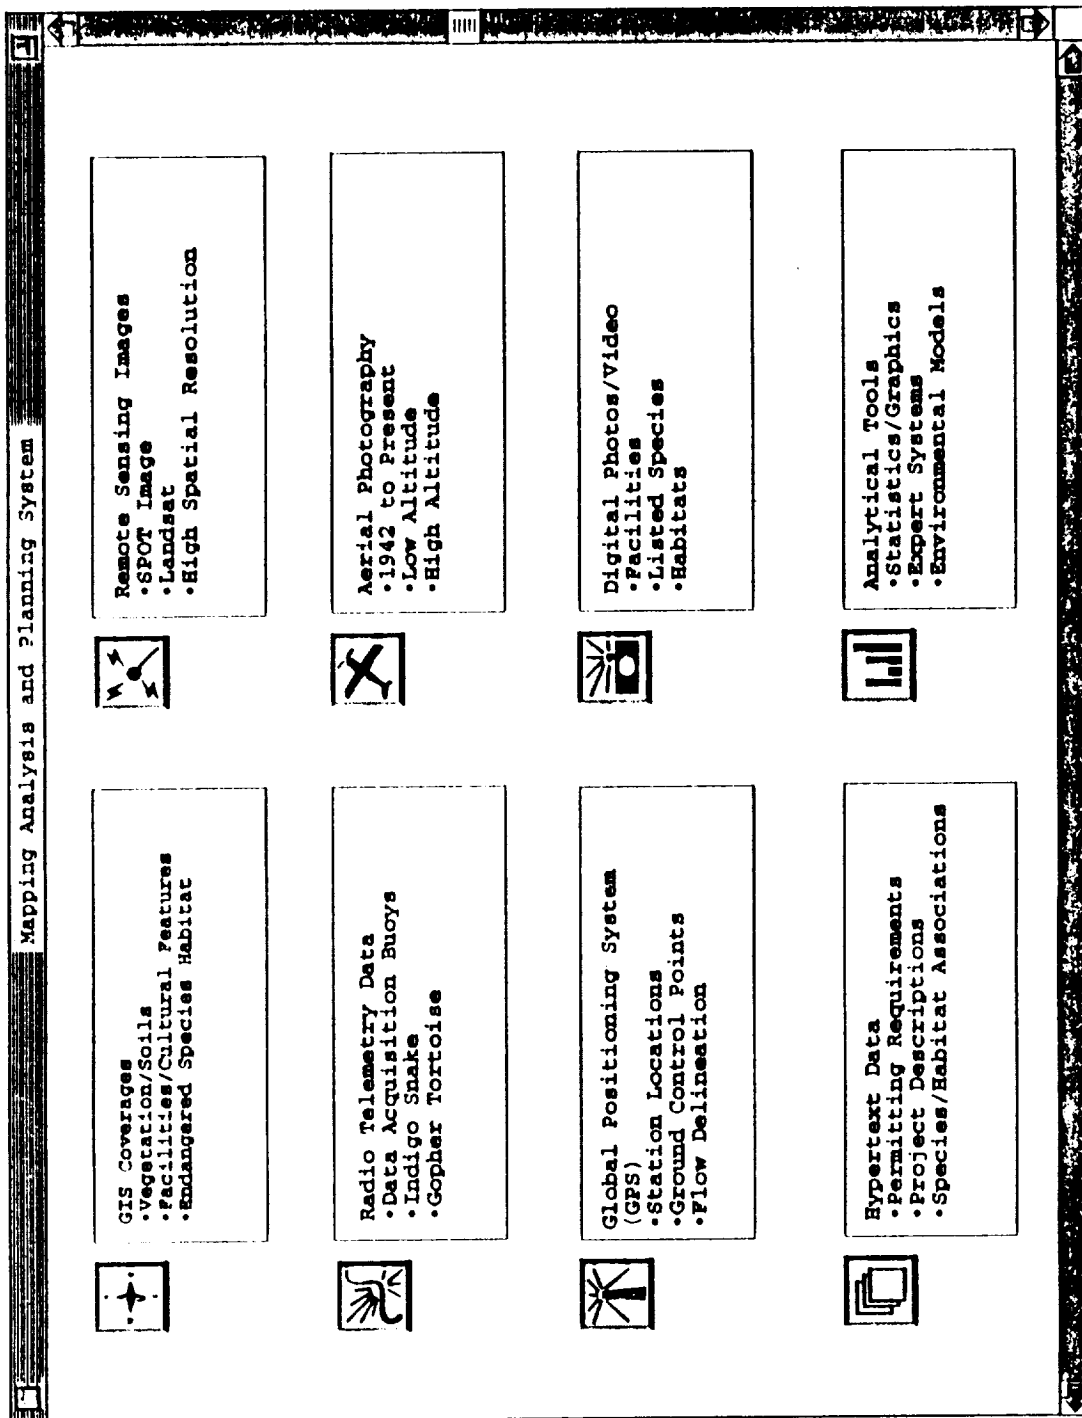 Mapping Analysis and Planning System
GIS Coverages
•Vegetation/Soils
•Facilities/Cultural Features
•Endangered Species Habitat
Remote Sensing Images
•SPOT Image
•Landsat
•High Spatial Resolution
Radio Telemetry Data
•Data Acquisition Buoys
•Indigo Snake
•Gopher Tortoise
Aerial Photography
•1942 to Present
•Low Altitude
•High Altitude
Global Positioning System
(GPS)
•Station Locations
•Ground Control Points
•Flow Delineation
Digital Photos/Video
•Facilities
•Listed Species
•Habitats
Hypertext Data
•Permitting Requirements
•Project Descriptions
•Species/Habitat Associations
Analytical Tools
•Statistics/Graphics
•Expert Systems
•Environmental Models